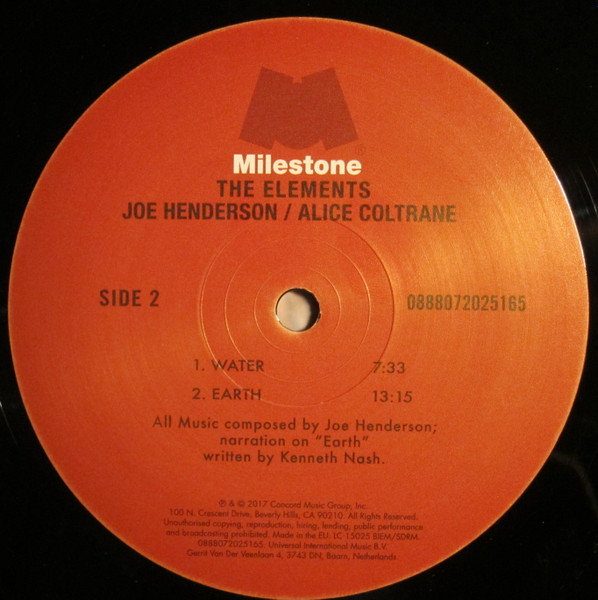 Milestone ®
THE ELEMENTS
JOE HENDERSON / ALICE COLTRANE
SIDE 2
0888072025165
1. WATER 7:33
2. EARTH 13:15
All Music composed by Joe Henderson;
narration on "Earth"
written by Kenneth Nash.
℗ & © 2017 Concord Music Group, Inc.
100 N. Crescent Drive, Beverly Hills, CA 90210. All Rights Reserved.
Unauthorised copying, reproduction, hiring, lending, public performance
and broadcasting prohibited. Made in the EU. LC 15025 BIEM/SDRM.
0888072025165. Universal International Music B.V.
Gerrit Van Der Veenlaan 4, 3743 DN, Baarn, Netherlands